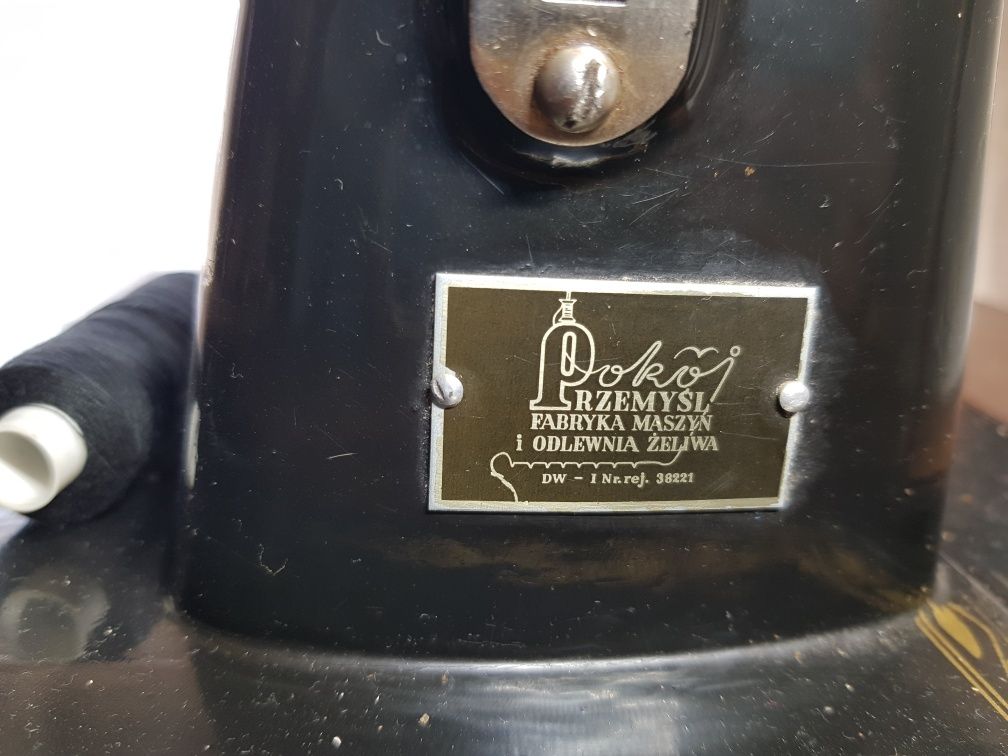 Pokój
PRZEMYŚL
FABRYKA MASZYN
i ODLEWNIA ŻELIWA
DW - I Nr. rej. 38221